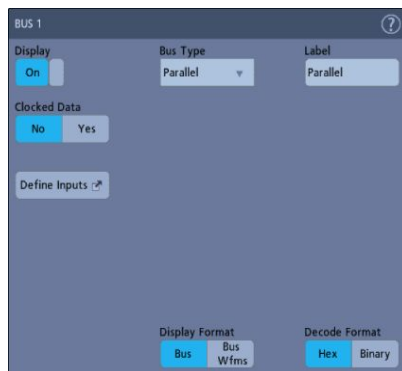 BUS 1
?
Display
Bus Type
Label
On
Parallel
Parallel
Clocked Data
No
Yes
Define Inputs
Display Format
Decode Format
Bus
Bus
Wfms
Hex
Binary